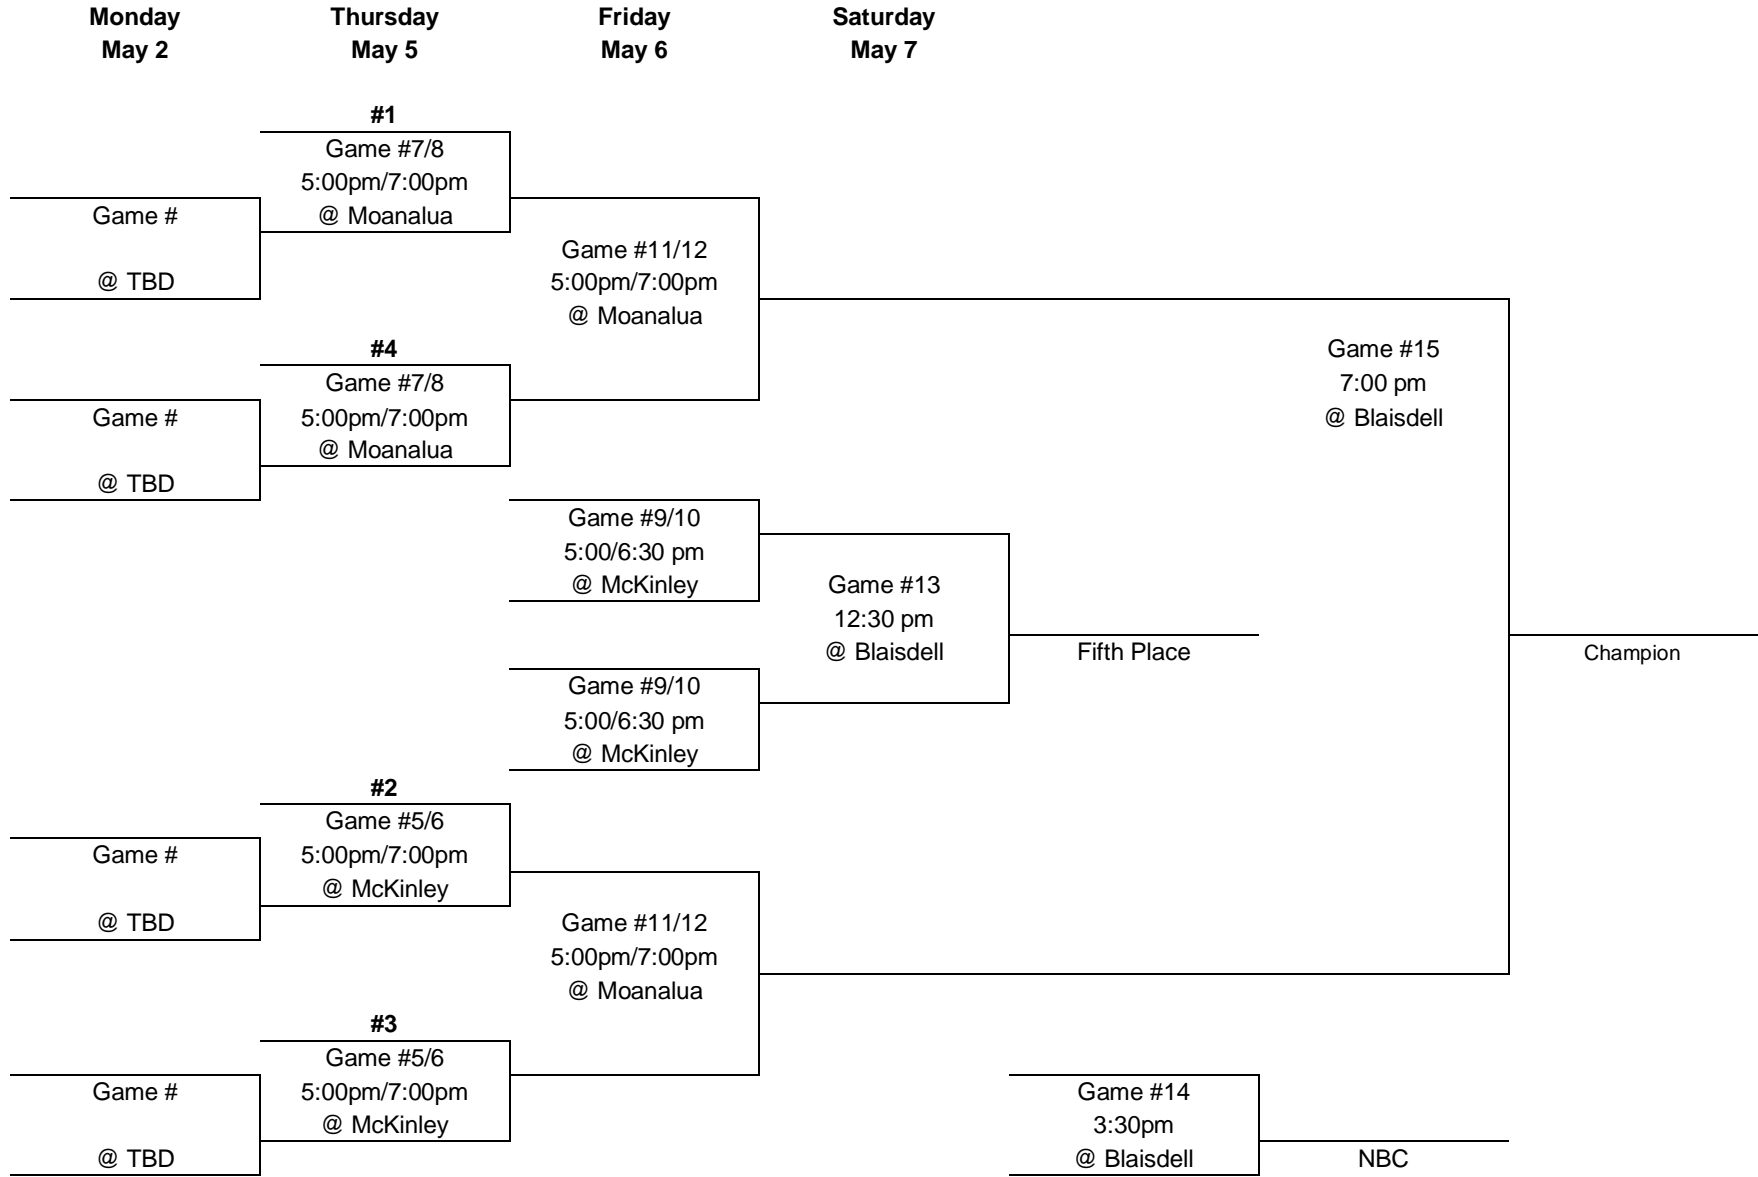 Monday
May 2
Thursday
May 5
Friday
May 6
Saturday
May 7
#1
Game #7/8
5:00pm/7:00pm
@ Moanalua
Game #
@ TBD
Game #11/12
5:00pm/7:00pm
@ Moanalua
#4
Game #7/8
5:00pm/7:00pm
@ Moanalua
Game #
@ TBD
Game #15
7:00 pm
@ Blaisdell
Game #9/10
5:00/6:30 pm
@ McKinley
Game #13
12:30 pm
@ Blaisdell
Fifth Place
Champion
Game #9/10
5:00/6:30 pm
@ McKinley
#2
Game #5/6
5:00pm/7:00pm
@ McKinley
Game #
@ TBD
Game #11/12
5:00pm/7:00pm
@ Moanalua
#3
Game #5/6
5:00pm/7:00pm
@ McKinley
Game #
@ TBD
Game #14
3:30pm
@ Blaisdell
NBC